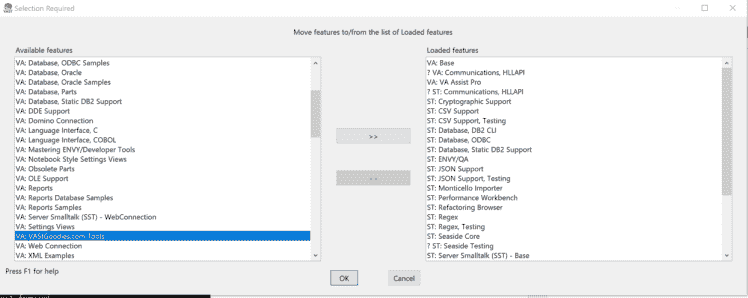 Selection Required
Move features to/from the list of Loaded features
Available features
VA: Database, ODBC Samples
VA: Database, Oracle
VA: Database, Oracle Samples
VA: Database, Parts
VA: Database, Static DB2 Support
VA: DDE Support
VA: Domino Connection
VA: Language Interface, C
VA: Language Interface, COBOL
VA: Mastering ENVY/Developer Tools
VA: Notebook Style Settings Views
VA: Obsolete Parts
VA: OLE Support
VA: Reports
VA: Reports Database Samples
VA: Reports Samples
VA: Server Smalltalk (SST) - WebConnection
VA: Settings Views
VA: VAStGoodies.com Tools
VA: Web Connection
VA: XML Examples
>>
<<
Loaded features
VA: Base
? VA: Communications, HLLAPI
VA: VA Assist Pro
? ST: Communications, HLLAPI
ST: Cryptographic Support
ST: CSV Support
ST: CSV Support, Testing
ST: Database, DB2 CLI
ST: Database, ODBC
ST: Database, Static DB2 Support
ST: ENVY/QA
ST: JSON Support
ST: JSON Support, Testing
ST: Monticello Importer
ST: Performance Workbench
ST: Refactoring Browser
ST: Regex
ST: Regex, Testing
ST: Seaside Core
? ST: Seaside Testing
ST: Server Smalltalk (SST) - Base
Press F1 for help
OK
Cancel